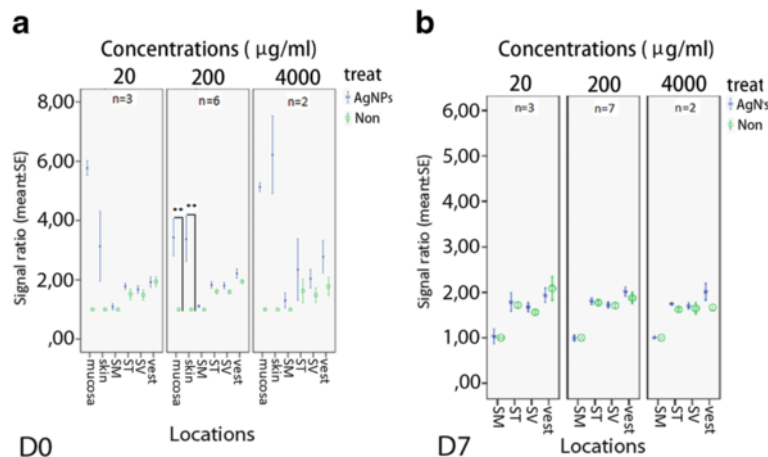 a
Concentrations ( μg/ml)
20 200 4000 treat
n=3 n=6 n=2
AgNPs
Non
Signal ratio (mean±SE)
8,00
6,00
4,00
2,00
,00
** **
mucosa skin SM ST SV vest mucosa skin SM ST SV vest mucosa skin SM ST SV vest
Locations
D0
b
Concentrations ( μg/ml)
20 200 4000 treat
n=3 n=7 n=2
AgN's
Non
Signal ratio (mean±SE)
6,00
5,00
4,00
3,00
2,00
1,00
,00
SM ST SV vest SM ST SV vest SM ST SV vest
Locations
D7